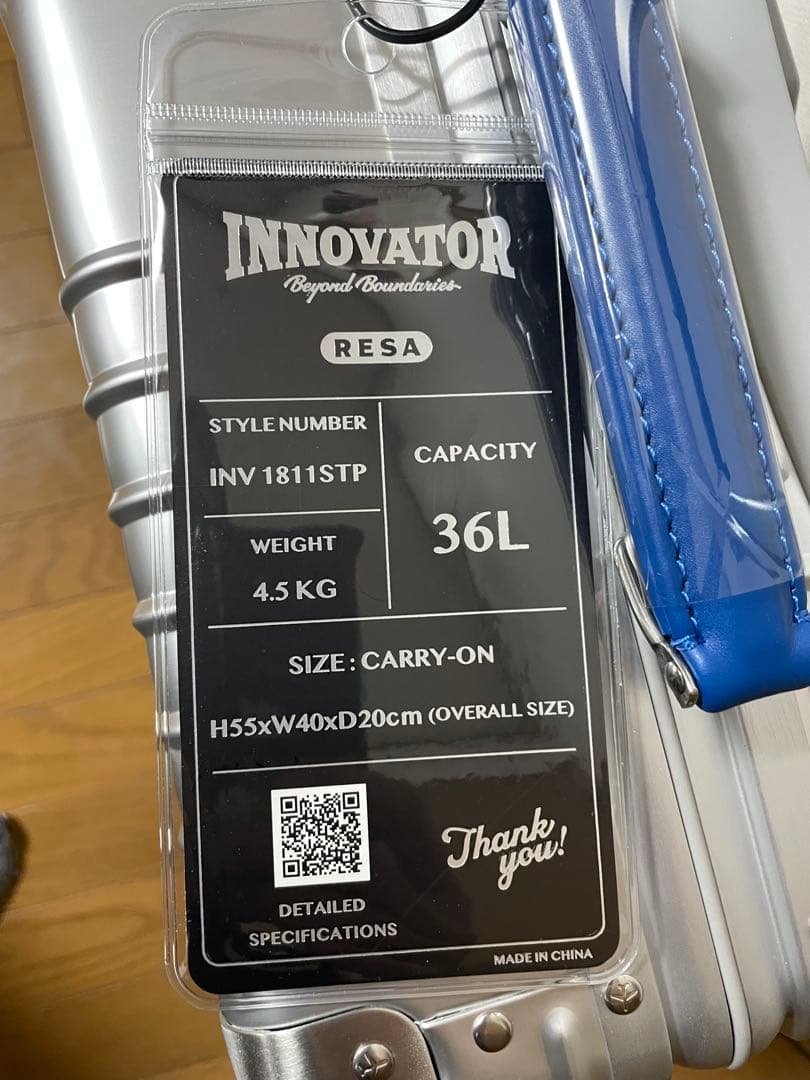 INNOVATOR
Beyond Boundaries
RESA
STYLE NUMBER
INV 1811STP
WEIGHT
4.5 KG
CAPACITY
36L
SIZE : CARRY-ON
H55xW40xD20cm (OVERALL SIZE)
DETAILED
SPECIFICATIONS
Thank
you!
MADE IN CHINA